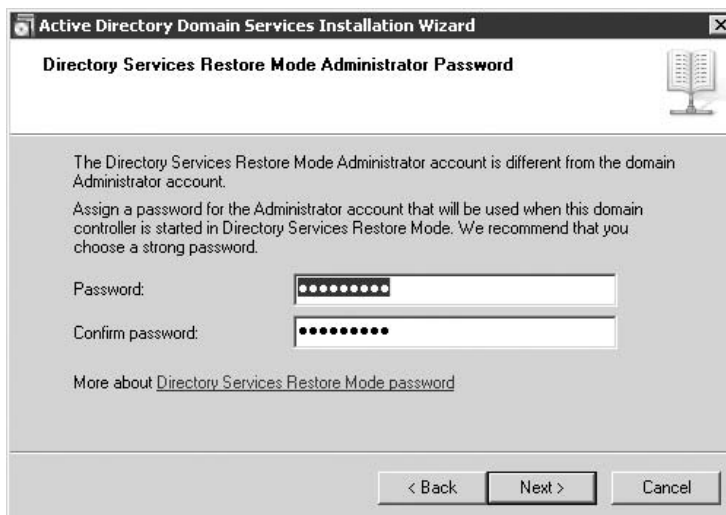 Active Directory Domain Services Installation Wizard
Directory Services Restore Mode Administrator Password
The Directory Services Restore Mode Administrator account is different from the domain
Administrator account.
Assign a password for the Administrator account that will be used when this domain
controller is started in Directory Services Restore Mode. We recommend that you
choose a strong password.
Password: •••••••••
Confirm password: •••••••••
More about Directory Services Restore Mode password
< Back Next > Cancel